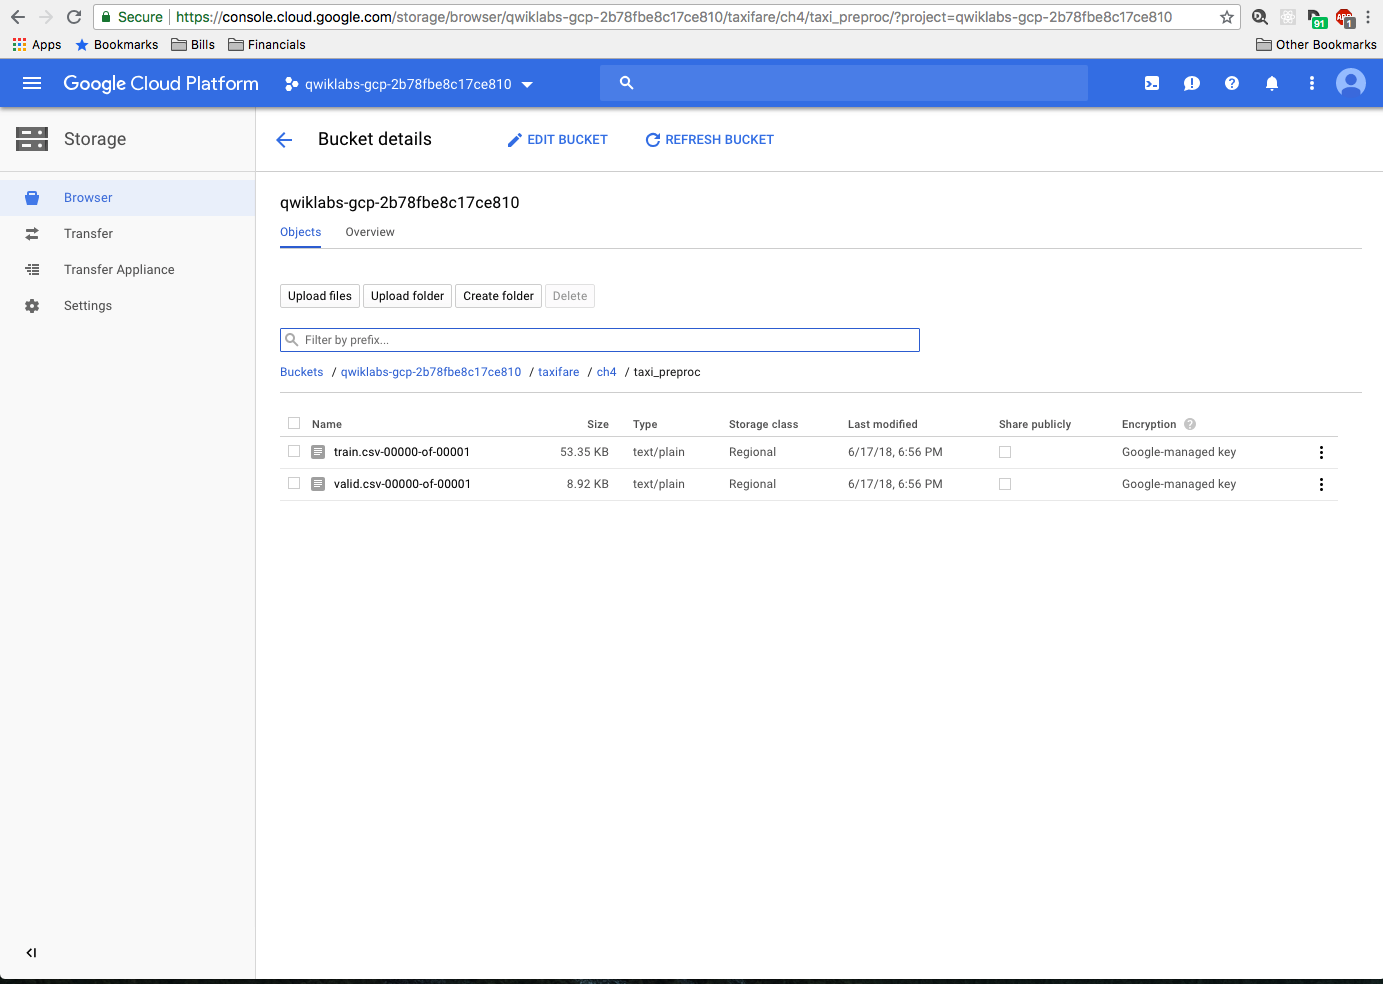 Secure https://console.cloud.google.com/storage/browser/qwiklabs-gcp-2b78fbe8c17ce810/taxifare/ch4/taxi_preproc/?project=qwiklabs-gcp-2b78fbe8c17ce810
91 1
Apps Bookmarks Bills Financials Other Bookmarks
Google Cloud Platform qwiklabs-gcp-2b78fbe8c17ce810
Storage Bucket details EDIT BUCKET REFRESH BUCKET
Browser
Transfer
Transfer Appliance
Settings
qwiklabs-gcp-2b78fbe8c17ce810
Objects Overview
Upload files Upload folder Create folder Delete
Filter by prefix...
Buckets / qwiklabs-gcp-2b78fbe8c17ce810 / taxifare / ch4 / taxi_preproc
Name Size Type Storage class Last modified Share publicly Encryption ?
train.csv-00000-of-00001 53.35 KB text/plain Regional 6/17/18, 6:56 PM Google-managed key
valid.csv-00000-of-00001 8.92 KB text/plain Regional 6/17/18, 6:56 PM Google-managed key